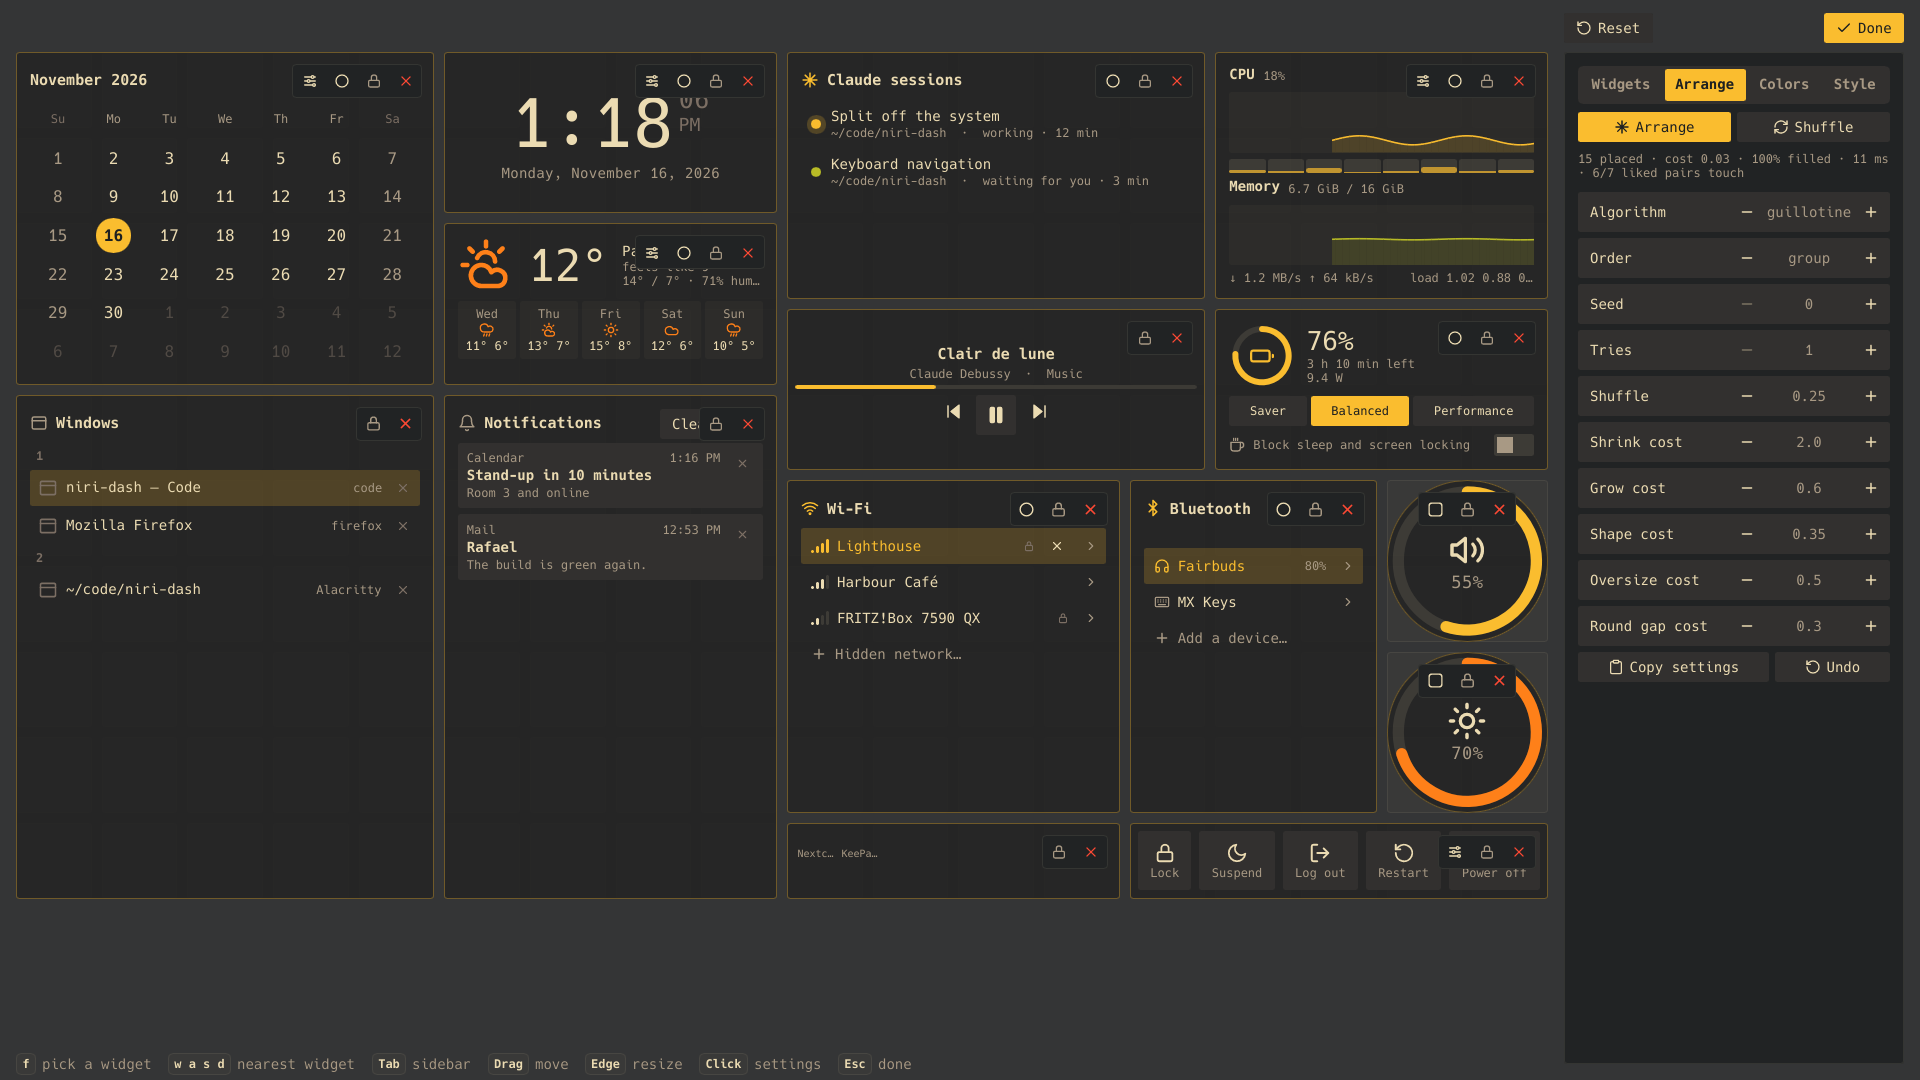 Reset
Done
November 2026
Su Mo Tu We Th Fr Sa
1 2 3 4 5 6 7
8 9 10 11 12 13 14
15 16 17 18 19 20 21
22 23 24 25 26 27 28
29 30 1 2 3 4 5
6 7 8 9 10 11 12
1:18
PM
Monday, November 16, 2026
12°
14° / 7° · 71% hum…
Wed Thu Fri Sat Sun
11° 6° 13° 7° 15° 8° 12° 6° 10° 5°
Claude sessions
Split off the system
~/code/niri-dash · working · 12 min
Keyboard navigation
~/code/niri-dash · waiting for you · 3 min
CPU 18%
Memory 6.7 GiB / 16 GiB
↓ 1.2 MB/s ↑ 64 kB/s load 1.02 0.88 0…
Clair de lune
Claude Debussy · Music
76%
3 h 10 min left
9.4 W
Saver Balanced Performance
Block sleep and screen locking
Windows
1
niri-dash — Code code
Mozilla Firefox firefox
2
~/code/niri-dash Alacritty
Notifications
Calendar 1:16 PM
Stand-up in 10 minutes
Room 3 and online
Mail 12:53 PM
Rafael
The build is green again.
Wi-Fi
Lighthouse
Harbour Café
FRITZ!Box 7590 QX
Hidden network…
Bluetooth
Fairbuds 80%
MX Keys
Add a device…
55%
70%
Nextc… KeePa…
Lock Suspend Log out Restart Power off
Widgets Arrange Colors Style
Arrange Shuffle
15 placed · cost 0.03 · 100% filled · 11 ms
· 6/7 liked pairs touch
Algorithm − guillotine +
Order − group +
Seed − 0 +
Tries − 1 +
Shuffle − 0.25 +
Shrink cost − 2.0 +
Grow cost − 0.6 +
Shape cost − 0.35 +
Oversize cost − 0.5 +
Round gap cost − 0.3 +
Copy settings Undo
f pick a widget w a s d nearest widget Tab sidebar Drag move Edge resize Click settings Esc done